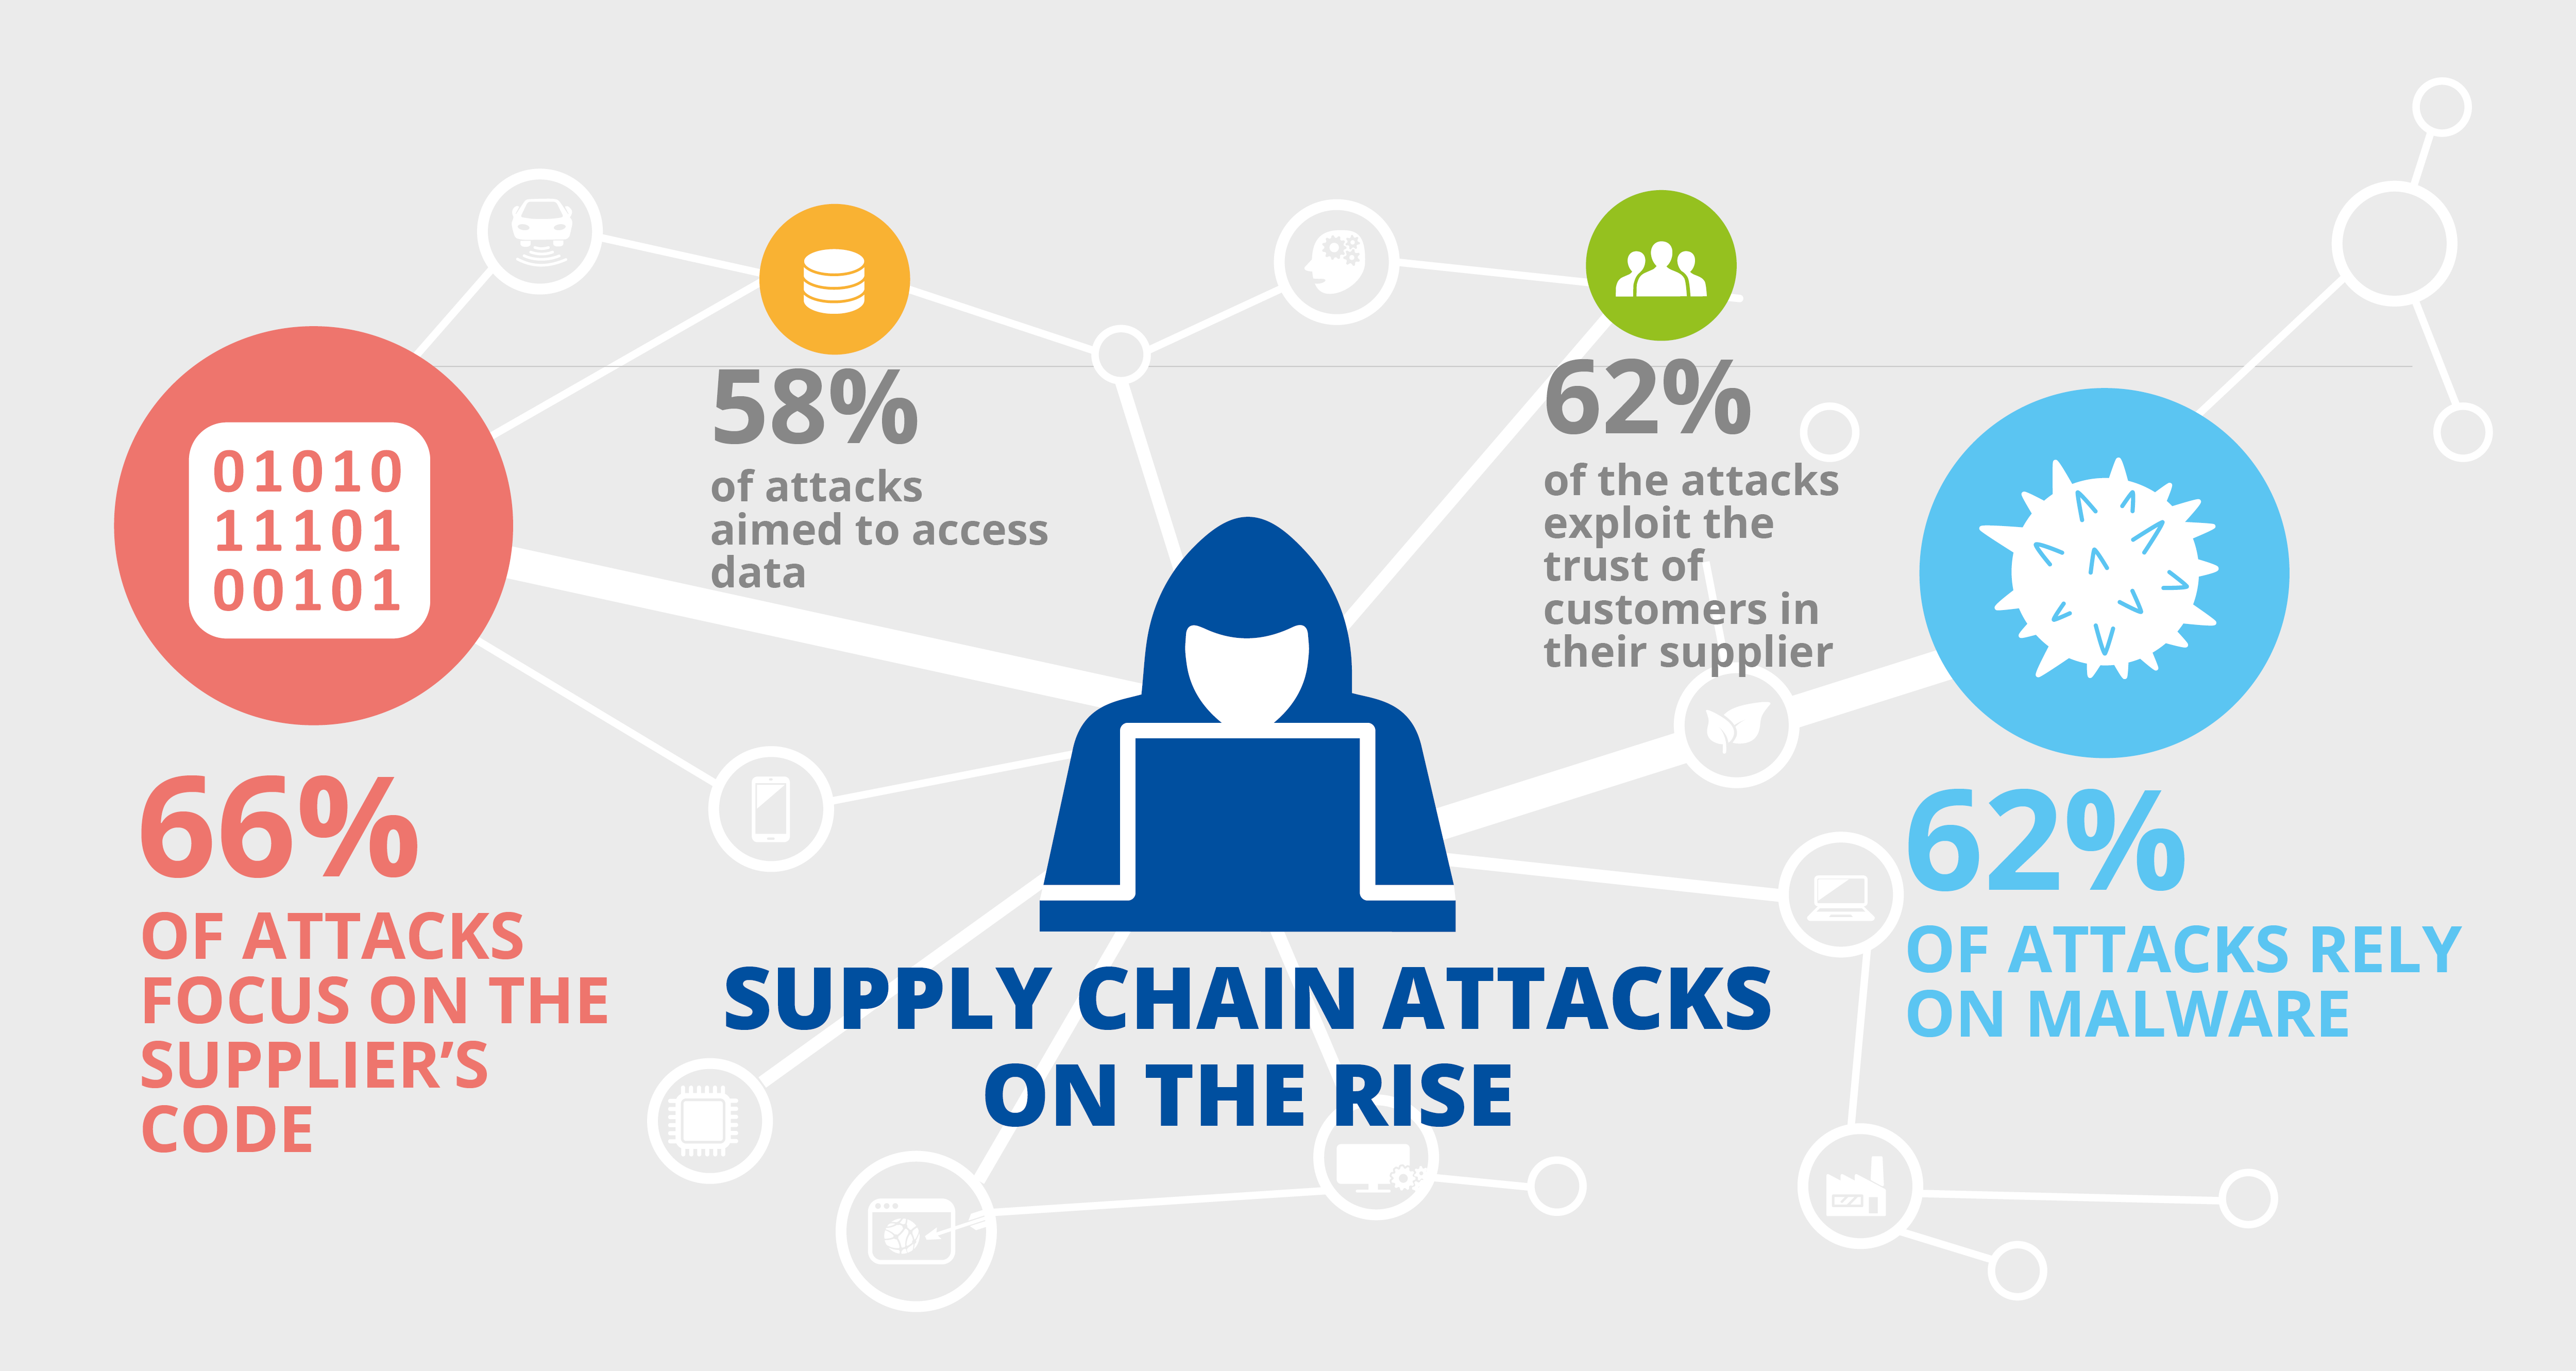 01010
11101
00101
66%
OF ATTACKS
FOCUS ON THE
SUPPLIER’S
CODE
58%
of attacks
aimed to access
data
62%
of the attacks
exploit the
trust of
customers in
their supplier
62%
OF ATTACKS RELY
ON MALWARE
SUPPLY CHAIN ATTACKS
ON THE RISE